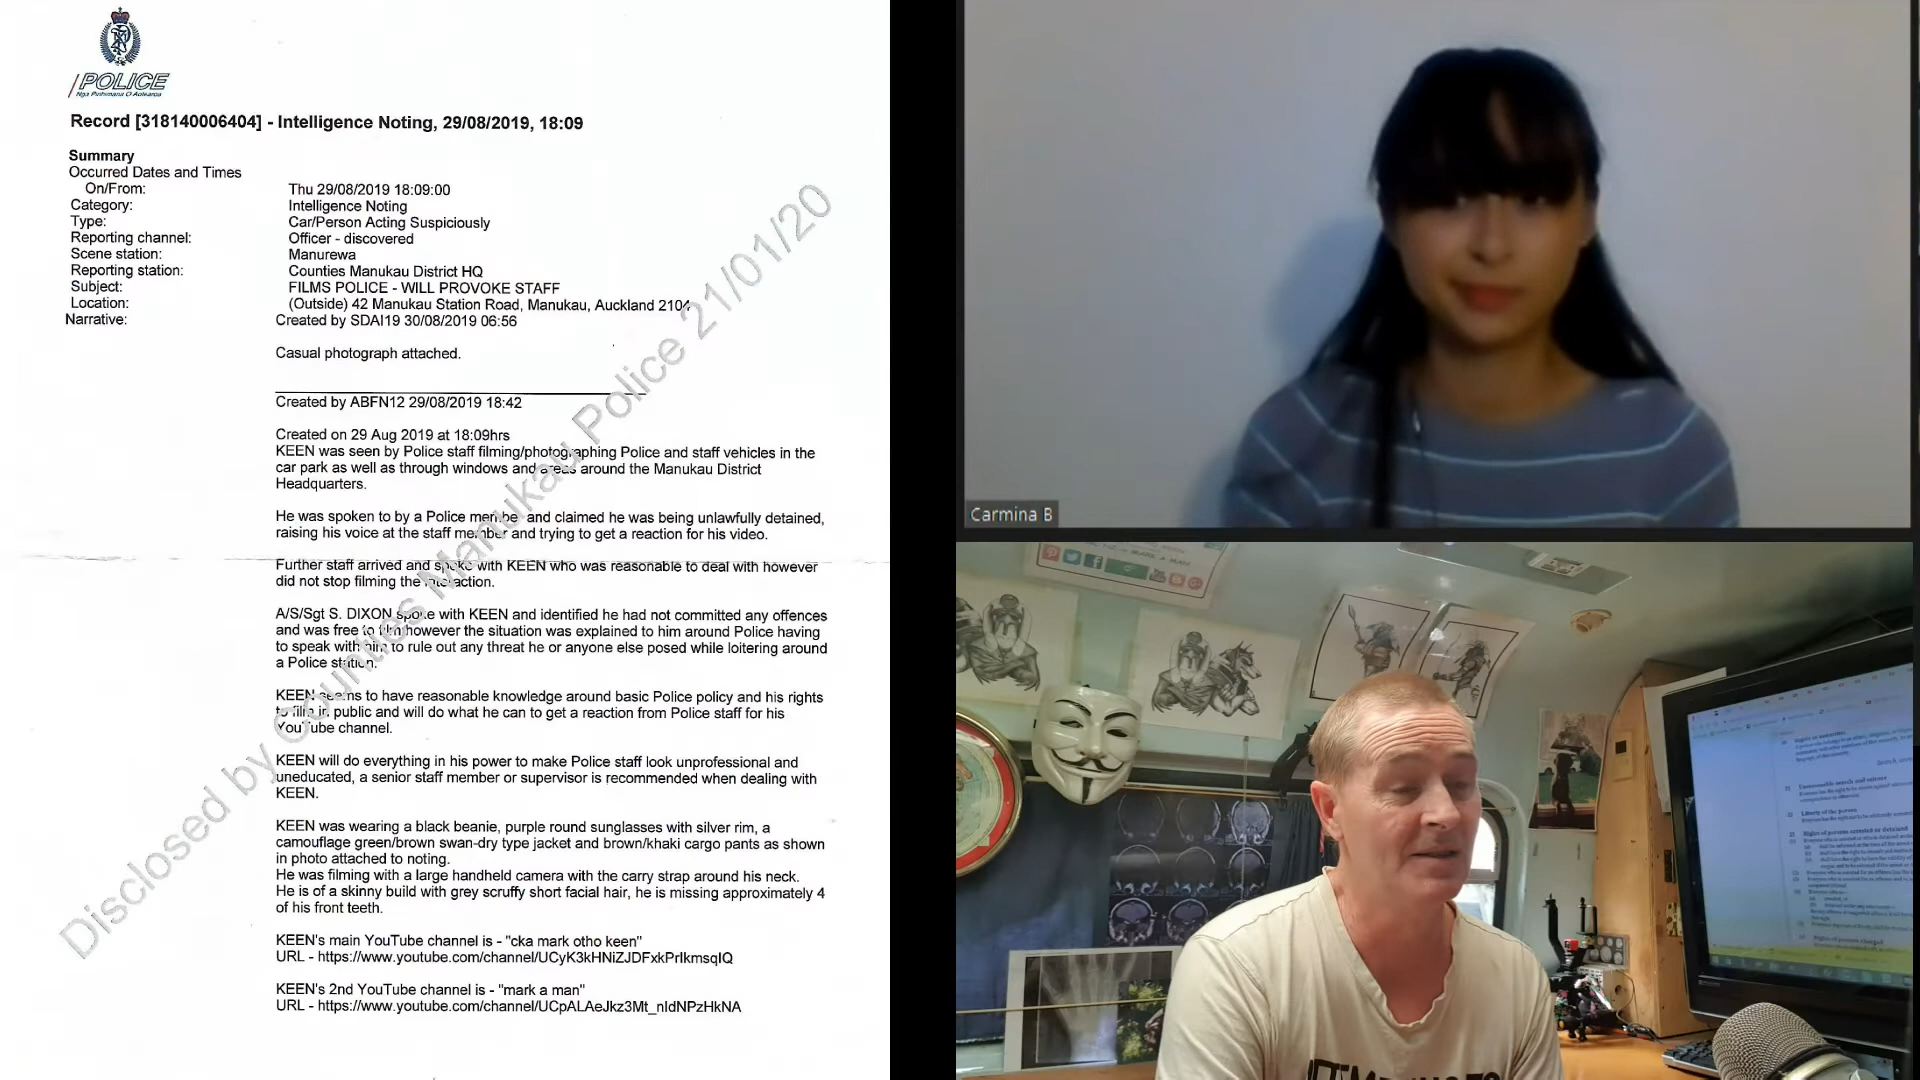 POLICE
Nga Pirihimana O Aotearoa
Record [318140006404] - Intelligence Noting, 29/08/2019, 18:09
Summary
Occurred Dates and Times
On/From: Thu 29/08/2019 18:09:00
Category: Intelligence Noting
Type: Car/Person Acting Suspiciously
Reporting channel: Officer - discovered
Scene station: Manurewa
Reporting station: Counties Manukau District HQ
Subject: FILMS POLICE - WILL PROVOKE STAFF
Location: (Outside) 42 Manukau Station Road, Manukau, Auckland 2104
Narrative: Created by SDAI19 30/08/2019 06:56
Casual photograph attached.
Created by ABFN12 29/08/2019 18:42
Created on 29 Aug 2019 at 18:09hrs
KEEN was seen by Police staff filming/photographing Police and staff vehicles in the
car park as well as through windows and areas around the Manukau District
Headquarters.
He was spoken to by a Police member and claimed he was being unlawfully detained,
raising his voice at the staff member and trying to get a reaction for his video.
Further staff arrived and spoke with KEEN who was reasonable to deal with however
did not stop filming the interaction.
A/S/Sgt S. DIXON spoke with KEEN and identified he had not committed any offences
and was free to film however the situation was explained to him around Police having
to speak with him to rule out any threat he or anyone else posed while loitering around
a Police station.
KEEN seems to have reasonable knowledge around basic Police policy and his rights
to film in public and will do what he can to get a reaction from Police staff for his
YouTube channel.
KEEN will do everything in his power to make Police staff look unprofessional and
uneducated, a senior staff member or supervisor is recommended when dealing with
KEEN.
KEEN was wearing a black beanie, purple round sunglasses with silver rim, a
camouflage green/brown swan-dry type jacket and brown/khaki cargo pants as shown
in photo attached to noting.
He was filming with a large handheld camera with the carry strap around his neck.
He is of a skinny build with grey scruffy short facial hair, he is missing approximately 4
of his front teeth.
KEEN's main YouTube channel is - "cka mark otho keen"
URL - https://www.youtube.com/channel/UCyK3kHNiZJDFxkPrIkmsqIQ
KEEN's 2nd YouTube channel is - "mark a man"
URL - https://www.youtube.com/channel/UCpALAeJkz3Mt_nIdNPzHkNA
Disclosed by Counties Manukau Police 21/01/20
Carmina B
Liberty of the person